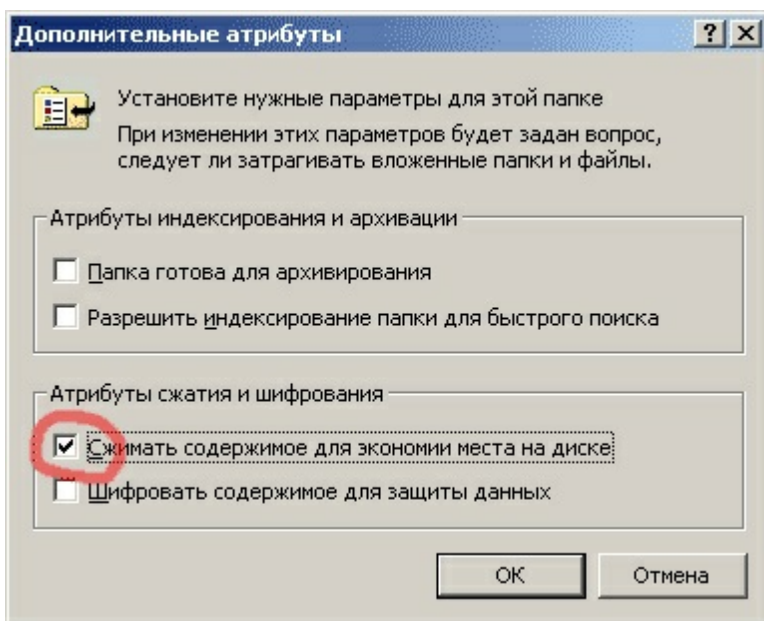 Дополнительные атрибуты
Установите нужные параметры для этой папке
При изменении этих параметров будет задан вопрос,
следует ли затрагивать вложенные папки и файлы.
Атрибуты индексирования и архивации
Папка готова для архивирования
Разрешить индексирование папки для быстрого поиска
Атрибуты сжатия и шифрования
Сжимать содержимое для экономии места на диске
Шифровать содержимое для защиты данных
ОК
Отмена